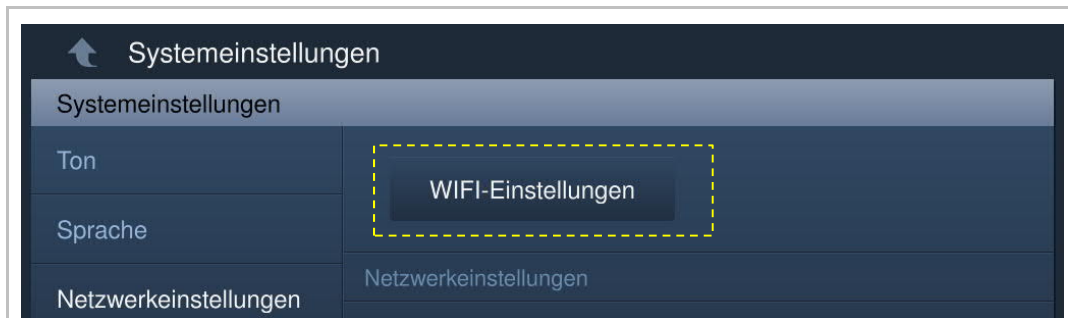 Systemeinstellungen
Systemeinstellungen
Ton
WIFI-Einstellungen
Sprache
Netzwerkeinstellungen
Netzwerkeinstellungen